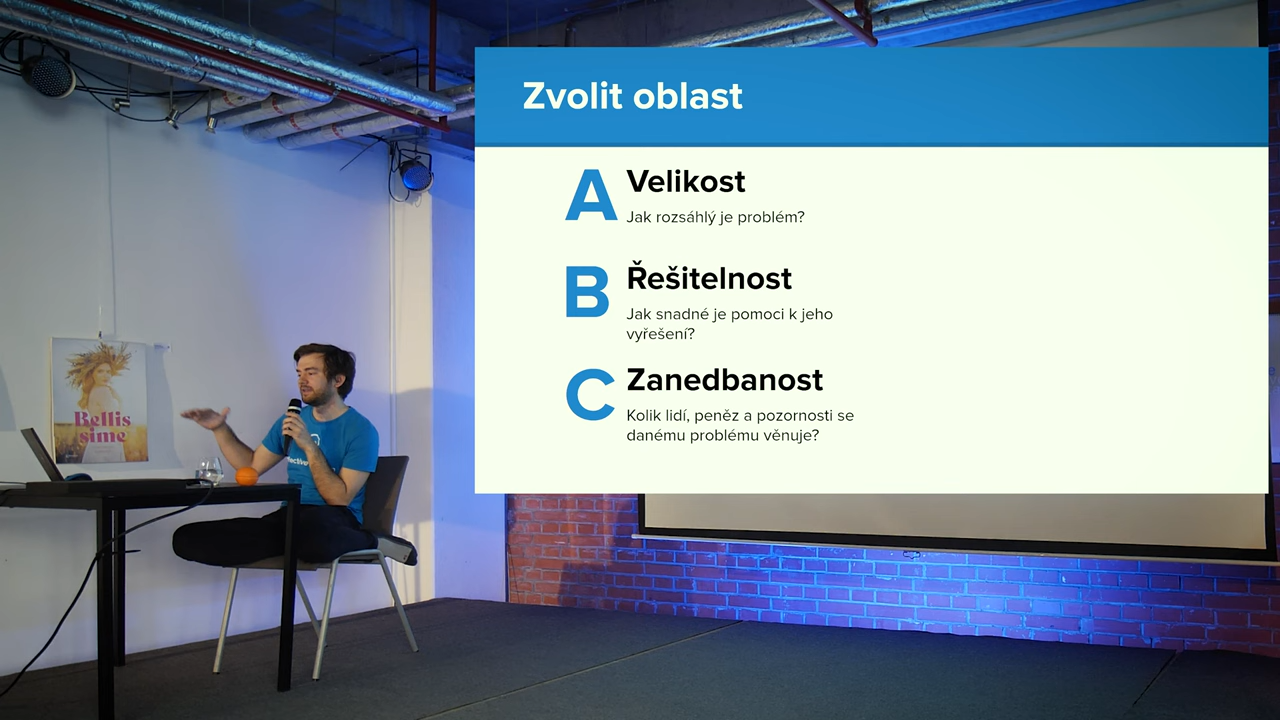 Zvolit oblast
A Velikost
Jak rozsáhlý je problém?
B Řešitelnost
Jak snadné je pomoci k jeho
vyřešení?
C Zanedbanost
Kolik lidí, peněz a pozornosti se
danému problému věnuje?
Bellis
sime